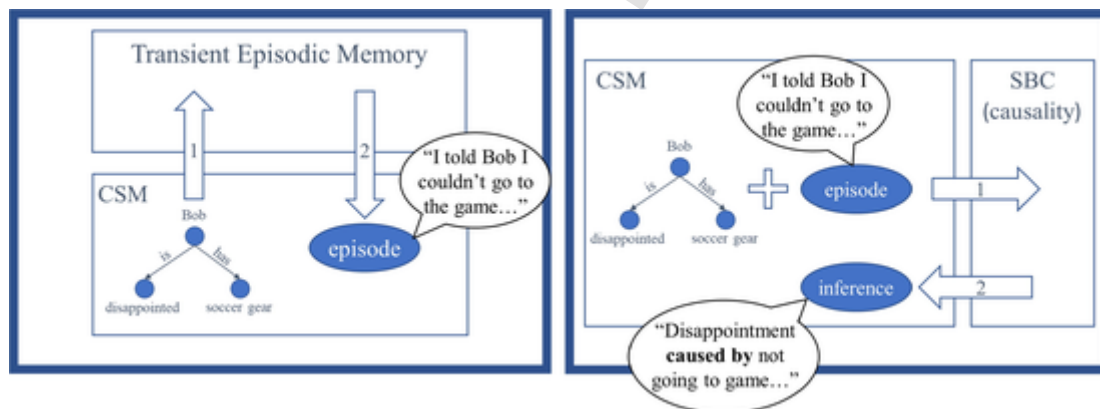 Transient Episodic Memory
1
2
"I told Bob I
couldn't go to
the game…"
CSM
Bob
is
has
disappointed
soccer gear
episode
CSM
"I told Bob I
couldn't go to
the game…"
SBC
(causality)
Bob
is
has
disappointed
soccer gear
episode
1
inference
2
"Disappointment
caused by not
going to game…"